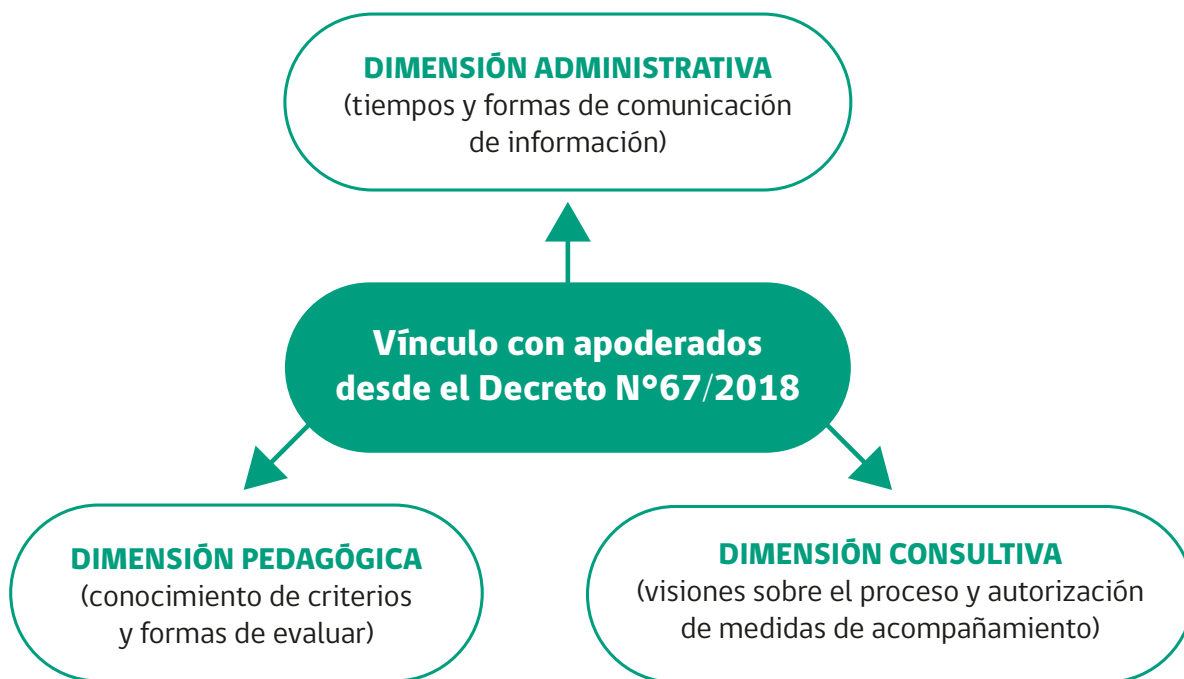 DIMENSIÓN ADMINISTRATIVA
(tiempos y formas de comunicación
de información)
Vínculo con apoderados
desde el Decreto N°67/2018
DIMENSIÓN PEDAGÓGICA
(conocimiento de criterios
y formas de evaluar)
DIMENSIÓN CONSULTIVA
(visiones sobre el proceso y autorización
de medidas de acompañamiento)